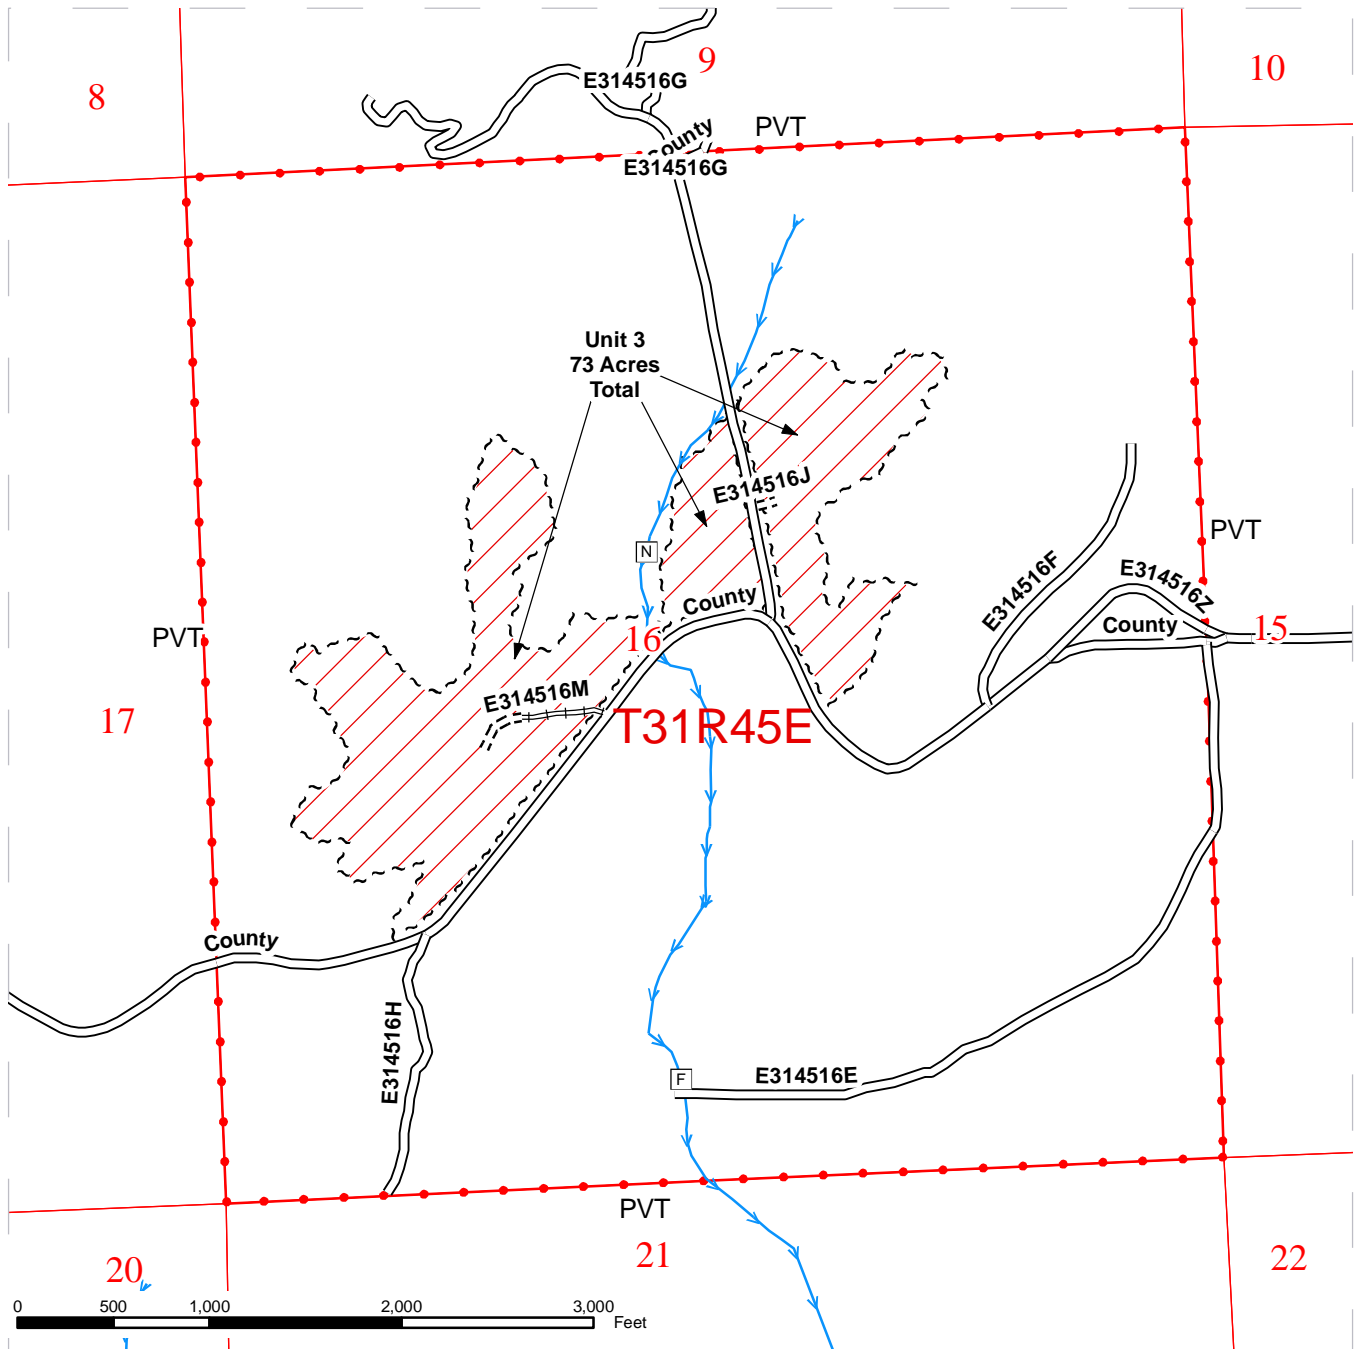 9
10
8
E314516G
County
PVT
E314516G
Unit 3
73 Acres
Total
E314516J
PVT
N
E314516F
E314516Z
County
County
15
16
PVT
E314516M
17
T31R45E
County
E314516H
F
E314516E
PVT
21
22
20
0 500 1,000 2,000 3,000
Feet